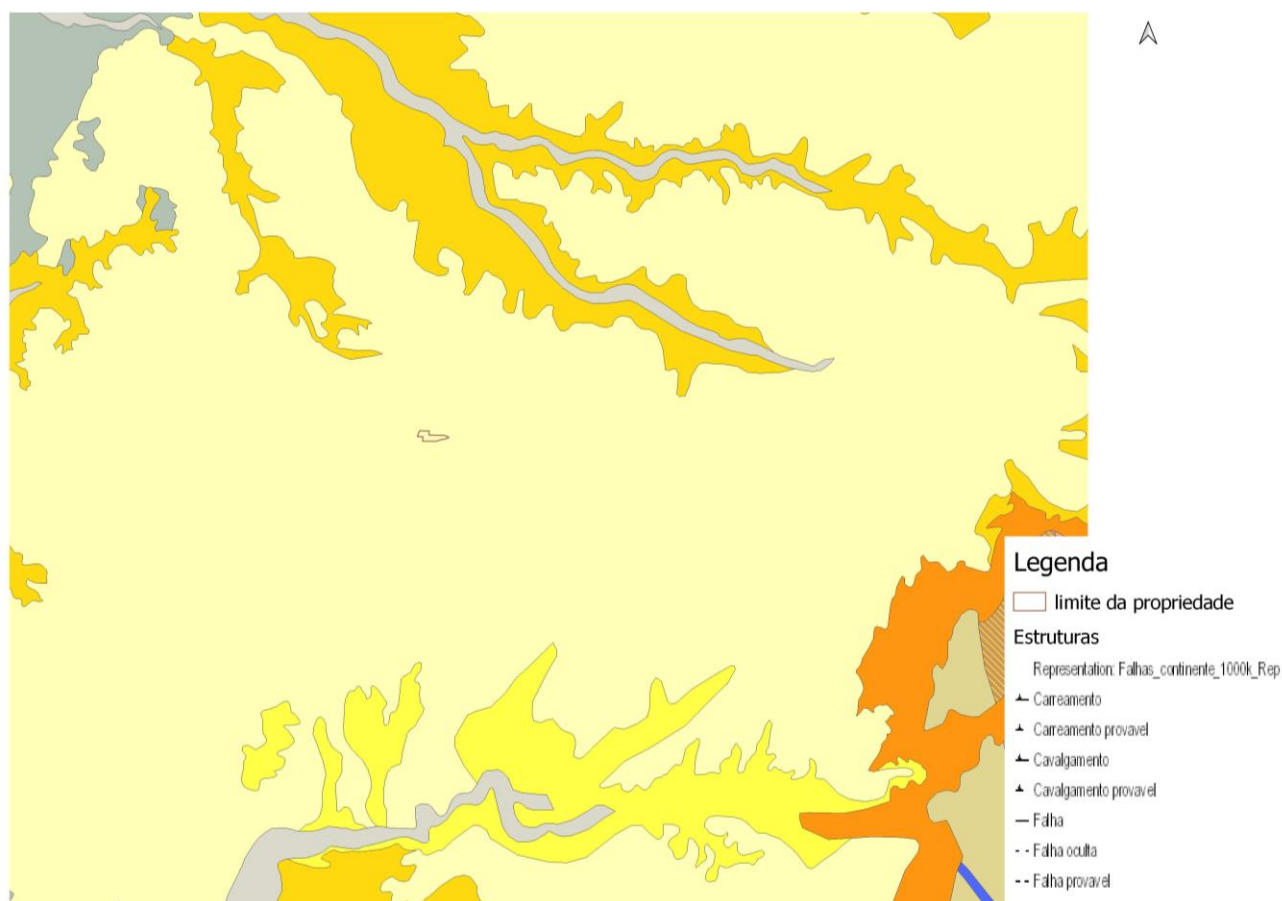 Legenda
limite da propriedade
Estruturas
Representation: Falhas_continente_1000k_Rep
Carreamento
Carreamento provavel
Cavalgamento
Cavalgamento provavel
Falha
Falha oculta
Falha provavel